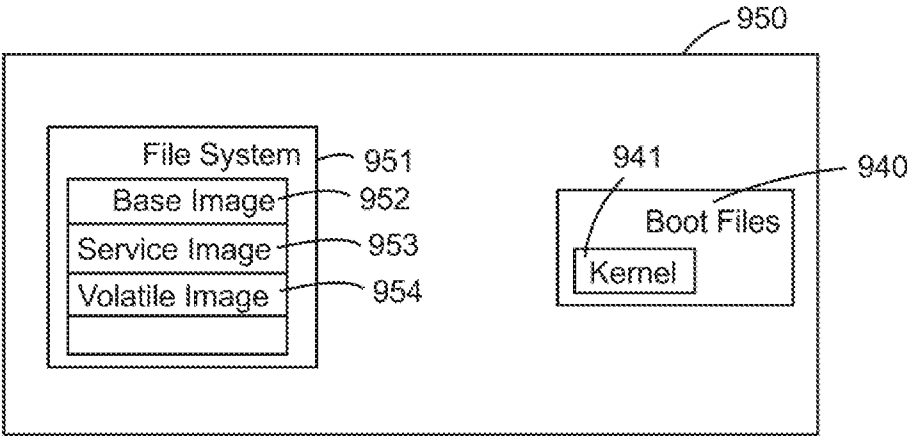 950
File System 951
Base Image 952
Service Image 953
Volatile Image 954
941
940
Boot Files
Kernel